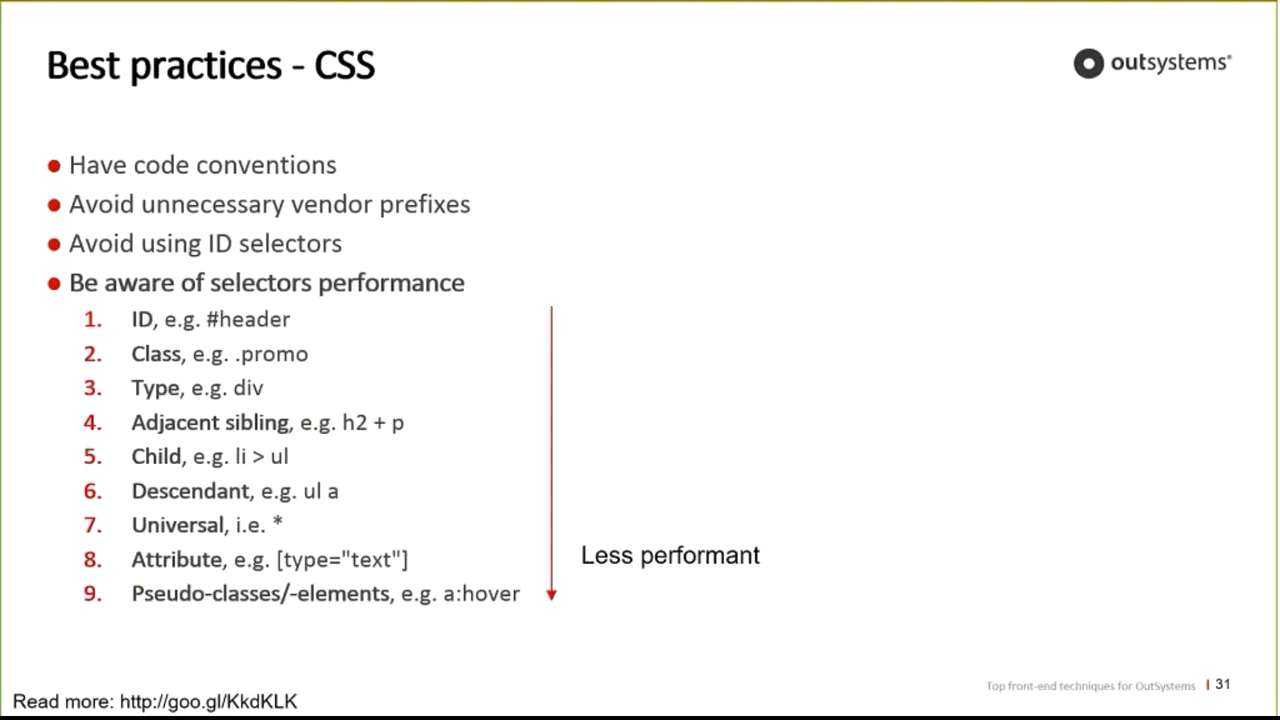 Best practices - CSS
outsystems®
● Have code conventions
● Avoid unnecessary vendor prefixes
● Avoid using ID selectors
● Be aware of selectors performance
1. ID, e.g. #header
2. Class, e.g. .promo
3. Type, e.g. div
4. Adjacent sibling, e.g. h2 + p
5. Child, e.g. li > ul
6. Descendant, e.g. ul a
7. Universal, i.e. *
8. Attribute, e.g. [type="text"]
9. Pseudo-classes/-elements, e.g. a:hover
Less performant
Top front-end techniques for OutSystems | 31
Read more: http://goo.gl/KkdKLK